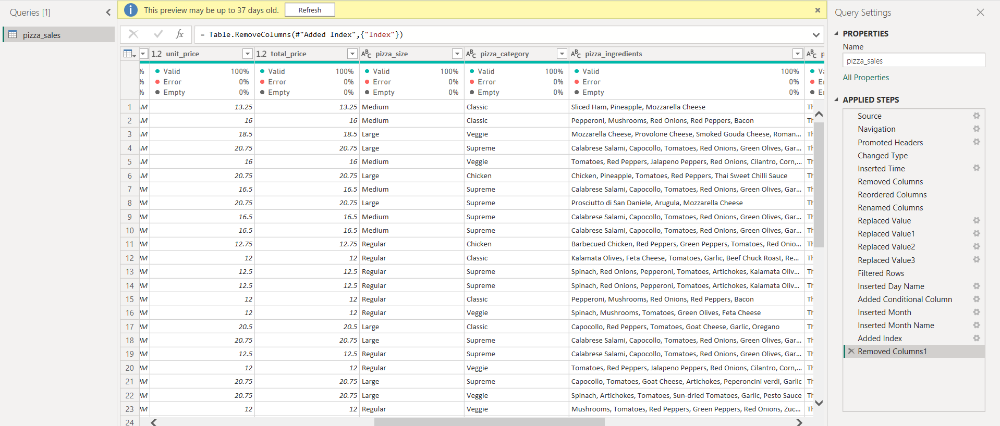 Queries [1]
pizza_sales
This preview may be up to 37 days old. Refresh
fx = Table.RemoveColumns(#"Added Index",{"Index"})
1.2 unit_price 1.2 total_price ABC pizza_size ABC pizza_category ABC pizza_ingredients ABC p
% Valid 100% Valid 100% Valid 100% Valid 100% Valid 100% Va
% Error 0% Error 0% Error 0% Error 0% Error 0% Er
% Empty 0% Empty 0% Empty 0% Empty 0% Empty 0% E
1 AM 13.25 13.25 Medium Classic Sliced Ham, Pineapple, Mozzarella Cheese Th
2 AM 16 16 Medium Classic Pepperoni, Mushrooms, Red Onions, Red Peppers, Bacon Th
3 AM 18.5 18.5 Large Veggie Mozzarella Cheese, Provolone Cheese, Smoked Gouda Cheese, Roman... Th
4 AM 20.75 20.75 Large Supreme Calabrese Salami, Capocollo, Tomatoes, Red Onions, Green Olives, Gar... Th
5 AM 16 16 Medium Veggie Tomatoes, Red Peppers, Jalapeno Peppers, Red Onions, Cilantro, Corn,... Th
6 AM 20.75 20.75 Large Chicken Chicken, Pineapple, Tomatoes, Red Peppers, Thai Sweet Chilli Sauce Th
7 PM 16.5 16.5 Medium Supreme Calabrese Salami, Capocollo, Tomatoes, Red Onions, Green Olives, Gar... Th
8 PM 20.75 20.75 Large Supreme Prosciutto di San Daniele, Arugula, Mozzarella Cheese Th
9 PM 16.5 16.5 Medium Supreme Calabrese Salami, Capocollo, Tomatoes, Red Onions, Green Olives, Gar... Th
10 PM 16.5 16.5 Medium Supreme Calabrese Salami, Capocollo, Tomatoes, Red Onions, Green Olives, Gar... Th
11 PM 12.75 12.75 Regular Chicken Barbecued Chicken, Red Peppers, Green Peppers, Tomatoes, Red Onio... Th
12 PM 12 12 Regular Classic Kalamata Olives, Feta Cheese, Tomatoes, Garlic, Beef Chuck Roast, Re... Th
13 PM 12.5 12.5 Regular Supreme Spinach, Red Onions, Pepperoni, Tomatoes, Artichokes, Kalamata Oliv... Th
14 PM 12.5 12.5 Regular Supreme Spinach, Red Onions, Pepperoni, Tomatoes, Artichokes, Kalamata Oliv... Th
15 PM 12 12 Regular Classic Pepperoni, Mushrooms, Red Onions, Red Peppers, Bacon Th
16 PM 12 12 Regular Veggie Spinach, Mushrooms, Tomatoes, Green Olives, Feta Cheese Th
17 PM 20.5 20.5 Large Classic Capocollo, Red Peppers, Tomatoes, Goat Cheese, Garlic, Oregano Th
18 PM 20.75 20.75 Large Supreme Calabrese Salami, Capocollo, Tomatoes, Red Onions, Green Olives, Gar... Th
19 PM 12.5 12.5 Regular Supreme Calabrese Salami, Capocollo, Tomatoes, Red Onions, Green Olives, Gar... Th
20 PM 12 12 Regular Veggie Tomatoes, Red Peppers, Jalapeno Peppers, Red Onions, Cilantro, Corn,... Th
21 PM 20.75 20.75 Large Supreme Capocollo, Tomatoes, Goat Cheese, Artichokes, Peperoncini verdi, Garlic Th
22 PM 20.75 20.75 Large Veggie Spinach, Artichokes, Tomatoes, Sun-dried Tomatoes, Garlic, Pesto Sauce Th
23 PM 12 12 Regular Veggie Mushrooms, Tomatoes, Red Peppers, Green Peppers, Red Onions, Zuc... Th
24
Query Settings
PROPERTIES
Name
pizza_sales
All Properties
APPLIED STEPS
Source
Navigation
Promoted Headers
Changed Type
Inserted Time
Removed Columns
Reordered Columns
Renamed Columns
Replaced Value
Replaced Value1
Replaced Value2
Replaced Value3
Filtered Rows
Inserted Day Name
Added Conditional Column
Inserted Month
Inserted Month Name
Added Index
Removed Columns1